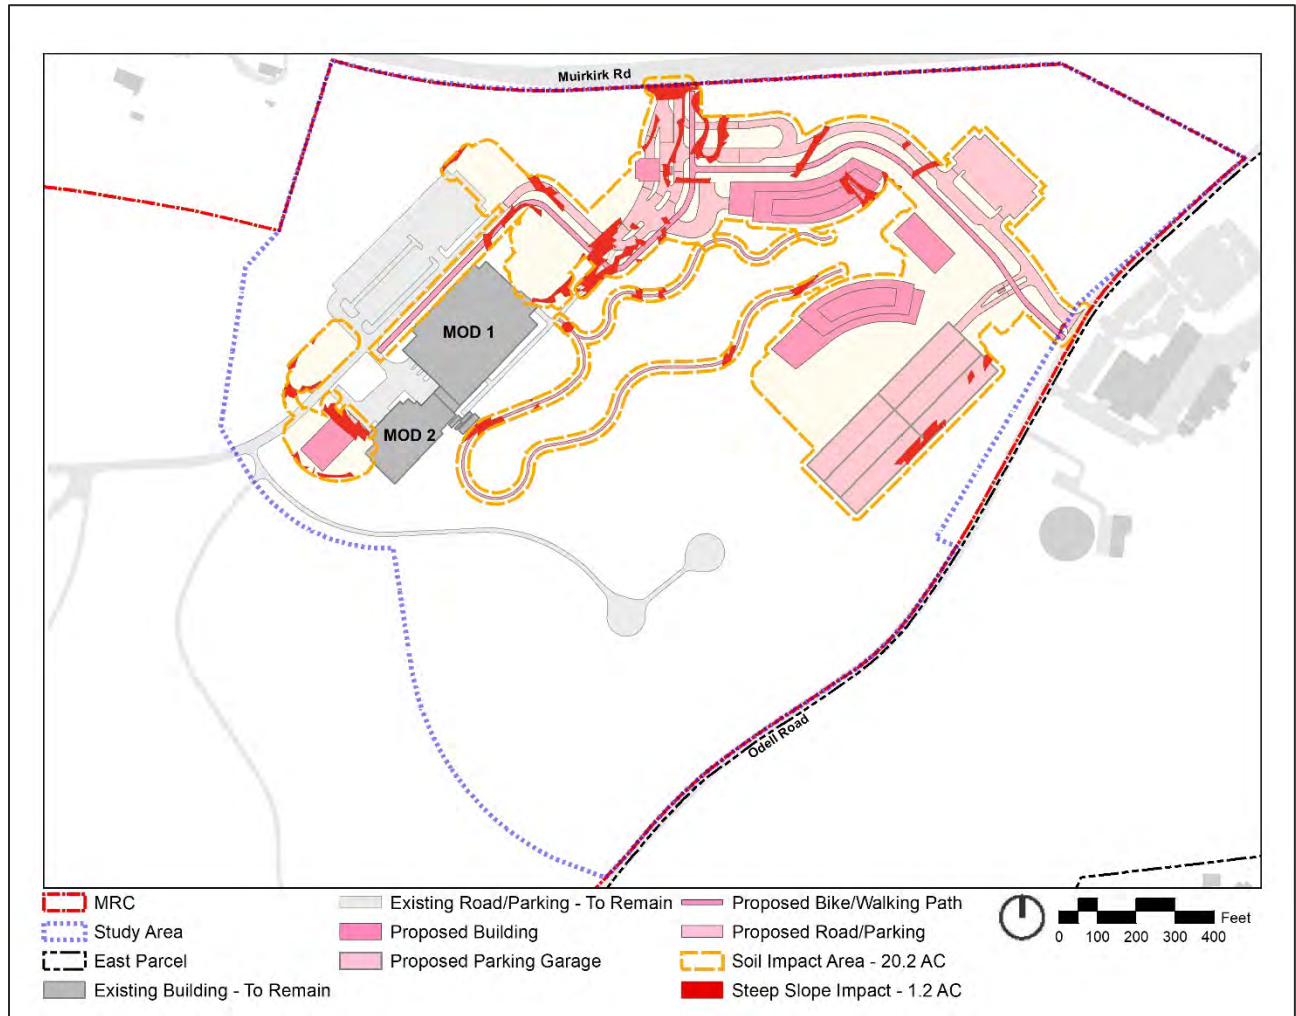 Muirkirk Rd
MOD 1
MOD 2
Odell Road
MRC
Study Area
East Parcel
Existing Building - To Remain
Existing Road/Parking - To Remain
Proposed Building
Proposed Parking Garage
Proposed Bike/Walking Path
Proposed Road/Parking
Soil Impact Area - 20.2 AC
Steep Slope Impact - 1.2 AC
Feet
0 100 200 300 400